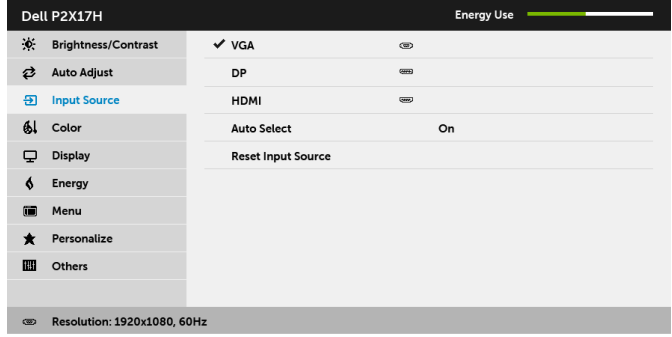 Dell P2X17H Energy Use
Brightness/Contrast VGA
Auto Adjust DP
Input Source HDMI
Color Auto Select On
Display Reset Input Source
Energy
Menu
Personalize
Others
Resolution: 1920x1080, 60Hz